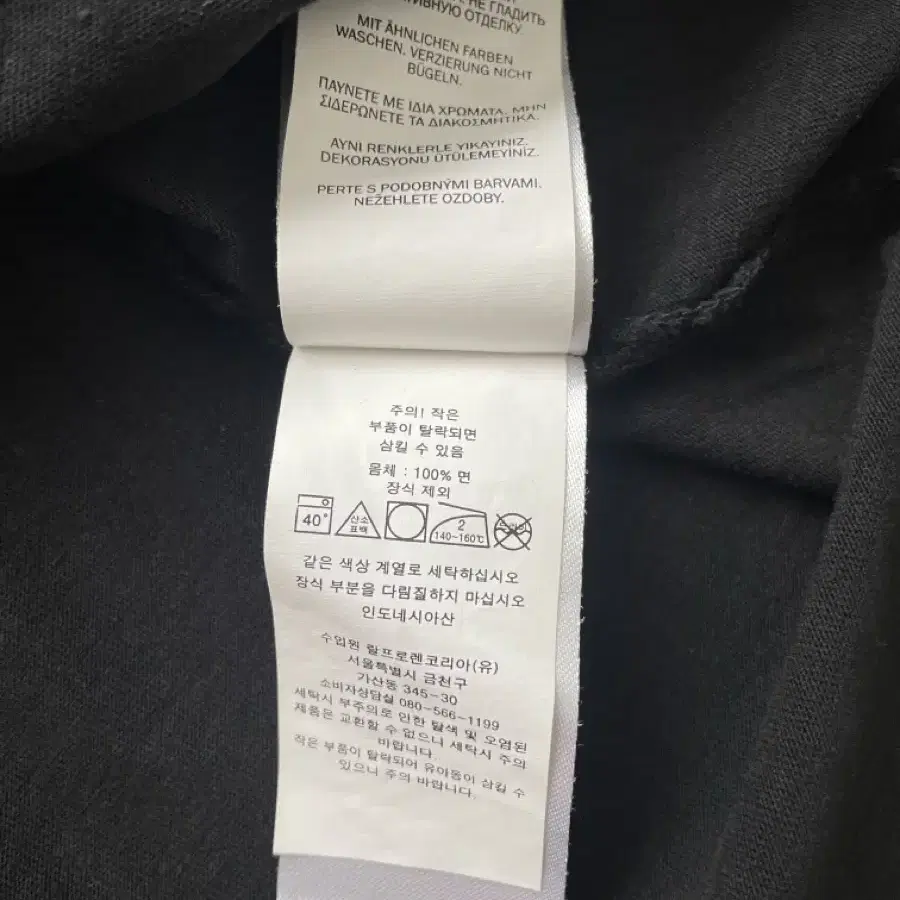 НЕ ГЛАДИТЬ
ОТДЕЛКУ.
MIT ÄHNLICHEN FARBEN
WASCHEN. VERZIERUNG NICHT
BÜGELN.
ΠΛΥΝΕΤΕ ΜΕ ΙΔΙΑ ΧΡΩΜΑΤΑ. ΜΗΝ
ΣΙΔΕΡΩΝΕΤΕ ΤΑ ΔΙΑΚΟΣΜΗΤΙΚΑ.
AYNI RENKLERLE YIKAYINIZ.
DEKORASYONU ÜTÜLEMEYİNİZ.
PERTE S PODOBNÝMI BARVAMI.
NEŽEHLETE OZDOBY.
주의! 작은
부품이 탈락되면
삼킬 수 있음
몸체 : 100% 면
장식 제외
40° 산소 표백 2 140~160℃ 드라이
같은 색상 계열로 세탁하십시오
장식 부분을 다림질하지 마십시오
인도네시아산
수입원 랄프로렌코리아(유)
서울특별시 금천구
가산동 345-30
소비자상담실 080-566-1199
세탁시 부주의로 인한 탈색 및 오염된
제품은 교환할 수 없으니 세탁시 주의
바랍니다.
작은 부품이 탈락되어 유아동이 삼킬 수
있으니 주의 바랍니다.